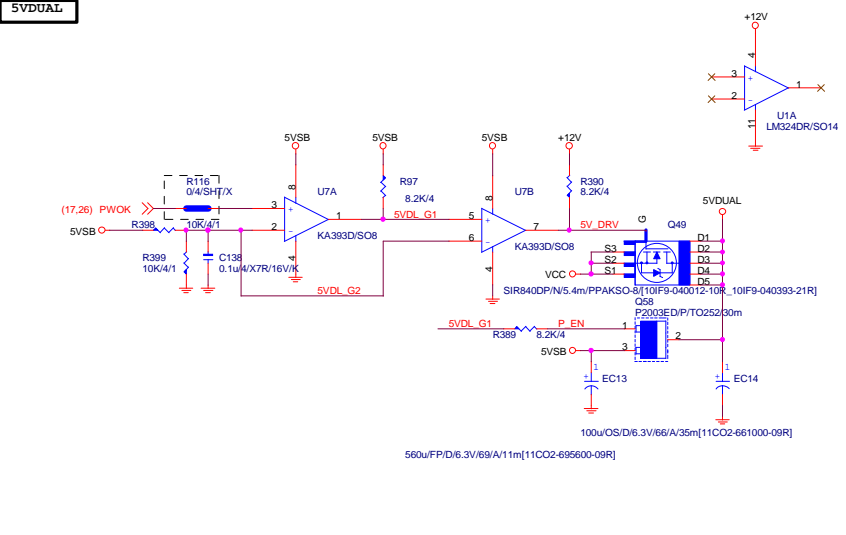 5VDUAL
+12V
4
3
+
1
2
−
11
U1A
LM324DR/SO14
5VSB
5VSB
5VSB
+12V
R116
0/4/SHT/X
8
U7A
R97
8.2K/4
8
U7B
R390
8.2K/4
5VDUAL
(17,26) PWOK
3
+
1
5VDL_G1
5
+
7
5V_DRV
G
Q49
R398
10K/4/1
5VSB
2
−
KA393D/SO8
6
−
KA393D/SO8
4
4
S3
S2
S1
D1
D2
D3
D4
D5
VCC
R399
10K/4/1
C138
0.1u/4/X7R/16V/K
5VDL_G2
SIR840DP/N/5.4m/PPAKSO-8/[10IF9-040012-10R_10IF9-040393-21R]
Q58
P2003ED/P/TO252/30m
5VDL_G1
R389
8.2K/4
P_EN
1
2
5VSB
3
+
1
EC13
+
1
EC14
100u/OS/D/6.3V/66/A/35m[11CO2-661000-09R]
560u/FP/D/6.3V/69/A/11m[11CO2-695600-09R]